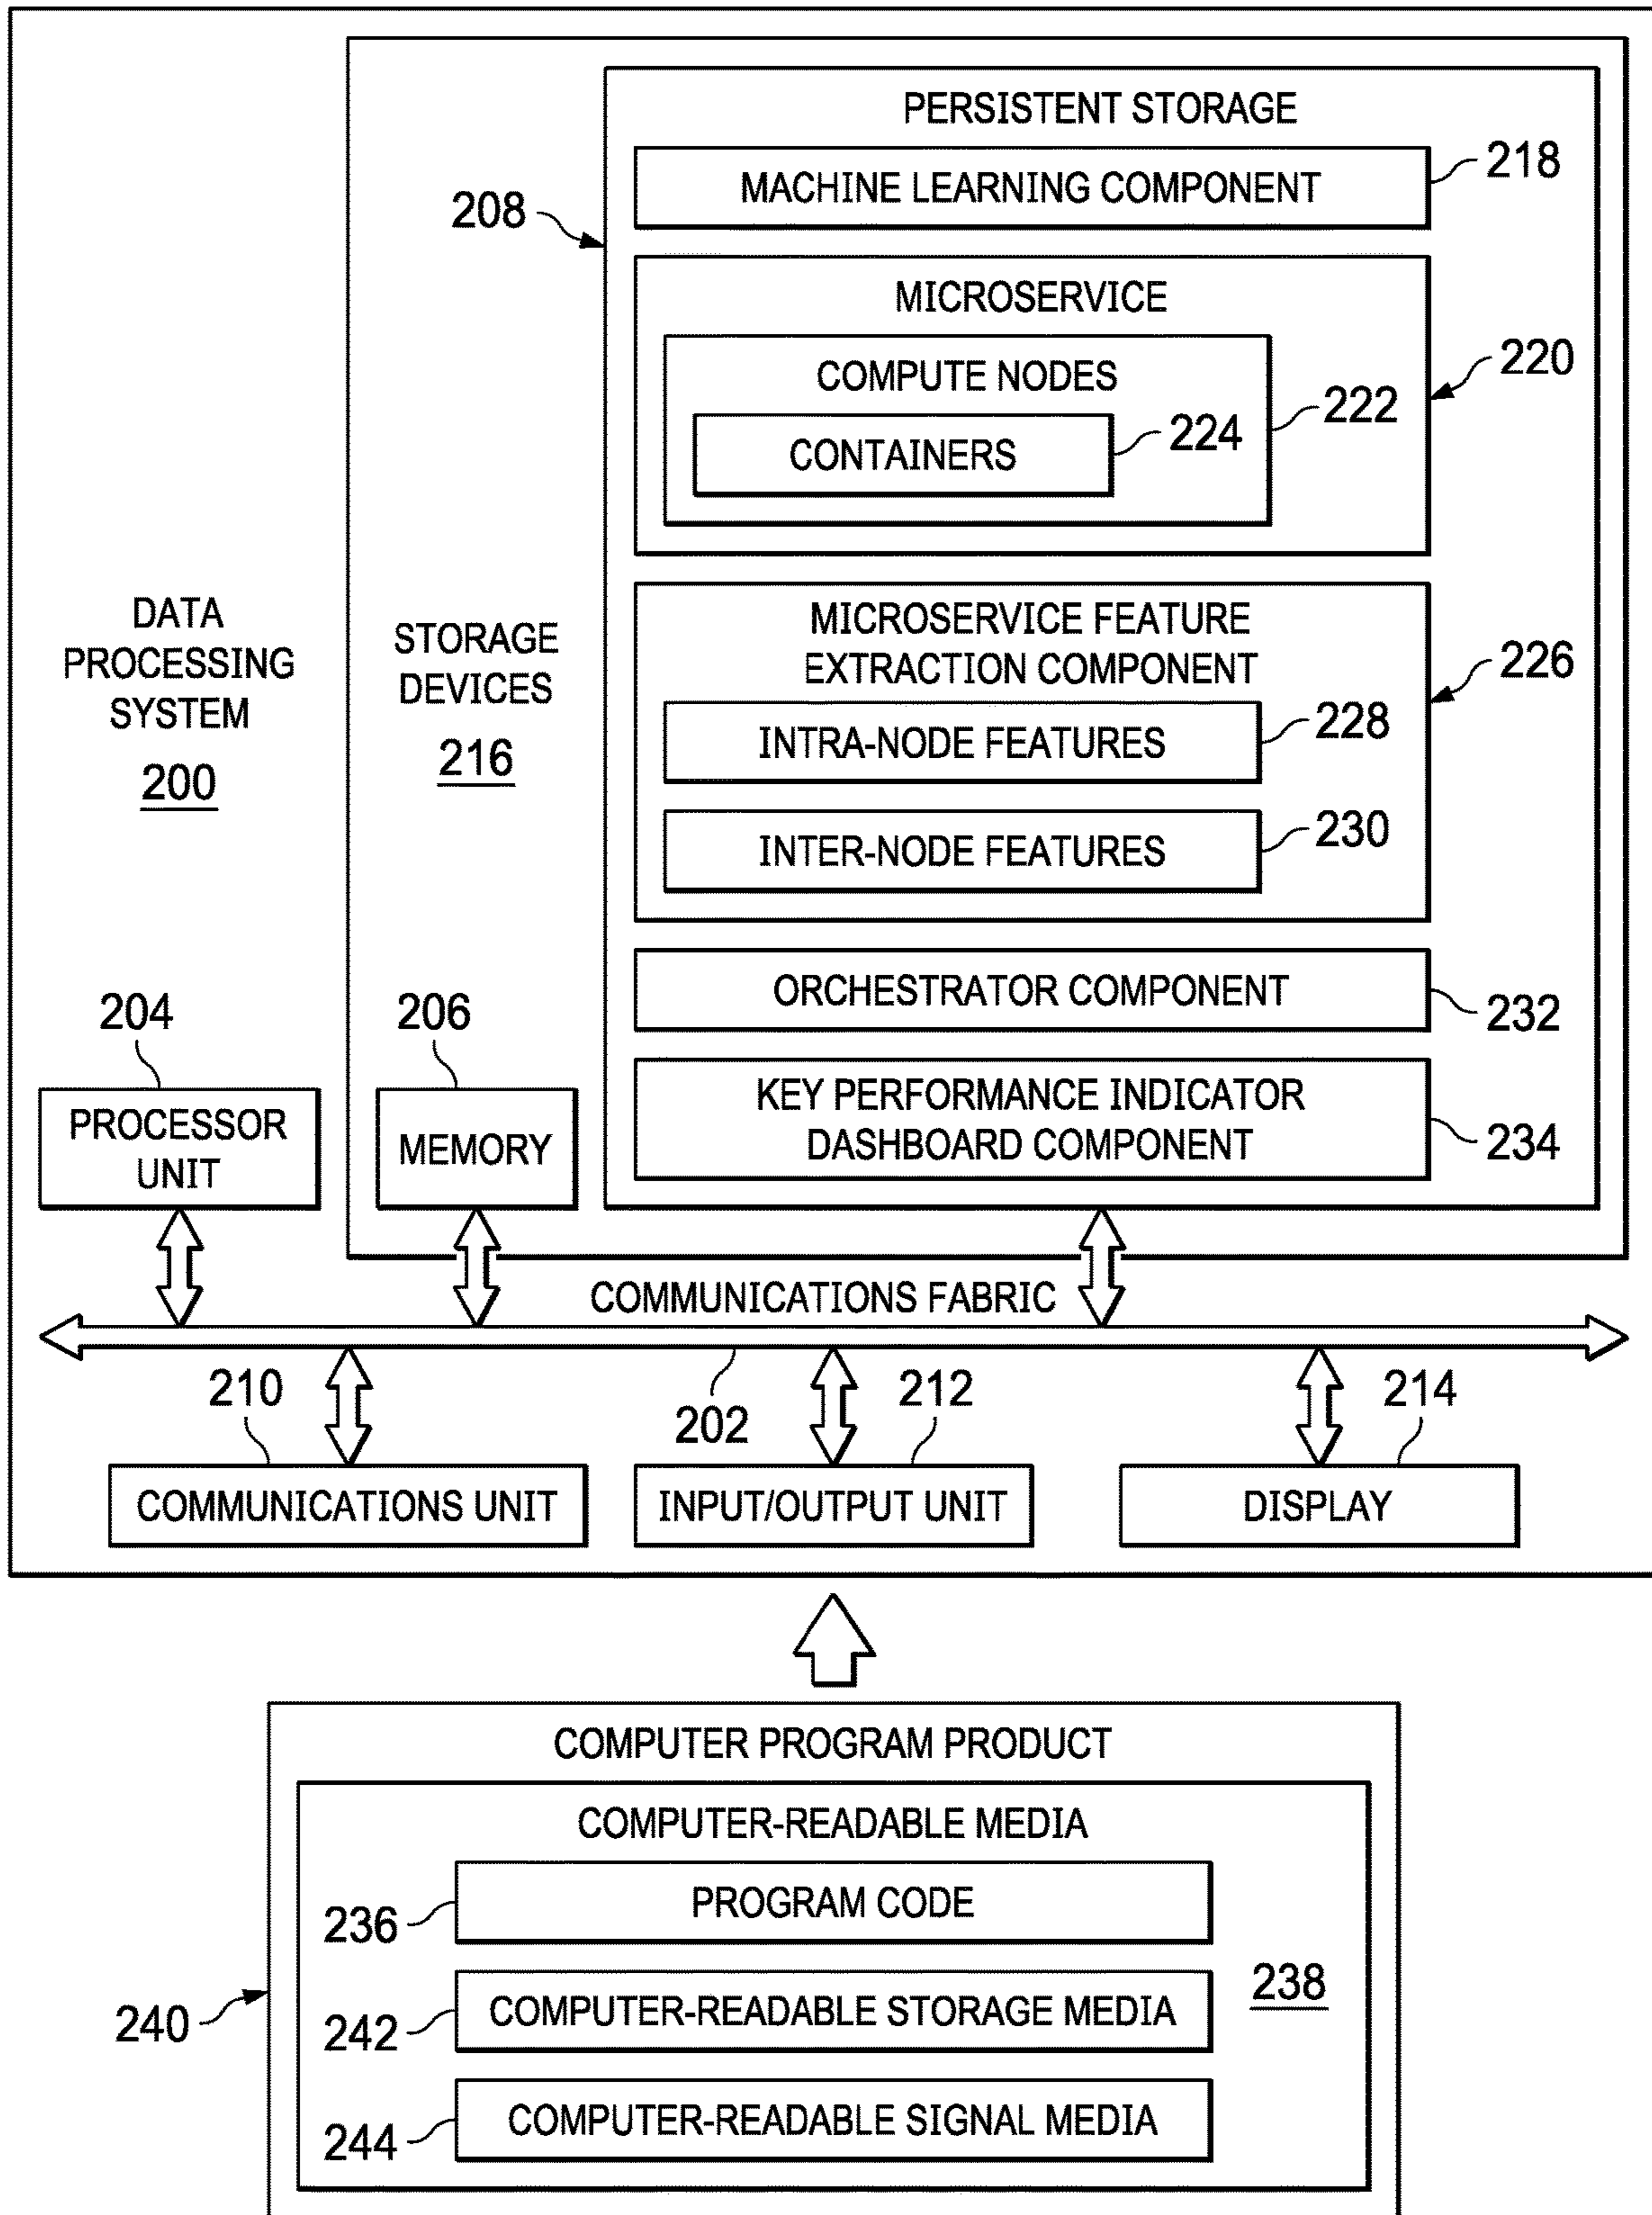 PERSISTENT STORAGE
MACHINE LEARNING COMPONENT
218
208
MICROSERVICE
220
COMPUTE NODES
222
CONTAINERS
224
DATA
PROCESSING
SYSTEM
200
STORAGE
DEVICES
216
MICROSERVICE FEATURE
EXTRACTION COMPONENT
226
INTRA-NODE FEATURES
228
INTER-NODE FEATURES
230
ORCHESTRATOR COMPONENT
232
204
206
PROCESSOR
UNIT
MEMORY
KEY PERFORMANCE INDICATOR
DASHBOARD COMPONENT
234
COMMUNICATIONS FABRIC
210
202
212
214
COMMUNICATIONS UNIT
INPUT/OUTPUT UNIT
DISPLAY
COMPUTER PROGRAM PRODUCT
COMPUTER-READABLE MEDIA
PROGRAM CODE
236
238
240
COMPUTER-READABLE STORAGE MEDIA
242
COMPUTER-READABLE SIGNAL MEDIA
244